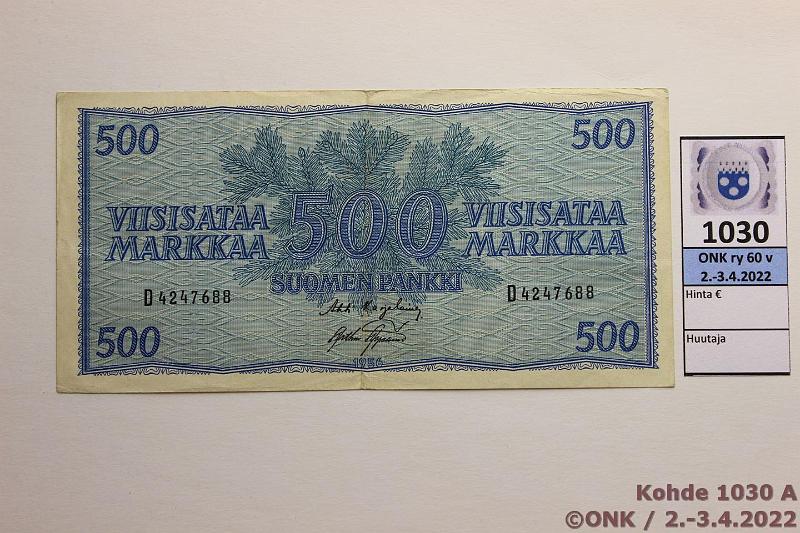 500 500
VIISISATAA 500 VIISISATAA
MARKKAA MARKKAA
SUOMEN PANKKI
D4247688 D4247688
500 500
1956
1030
ONK ry 60 v
2.-3.4.2022
Hinta €
Huutaja
Kohde 1030 A
©ONK / 2.-3.4.2022